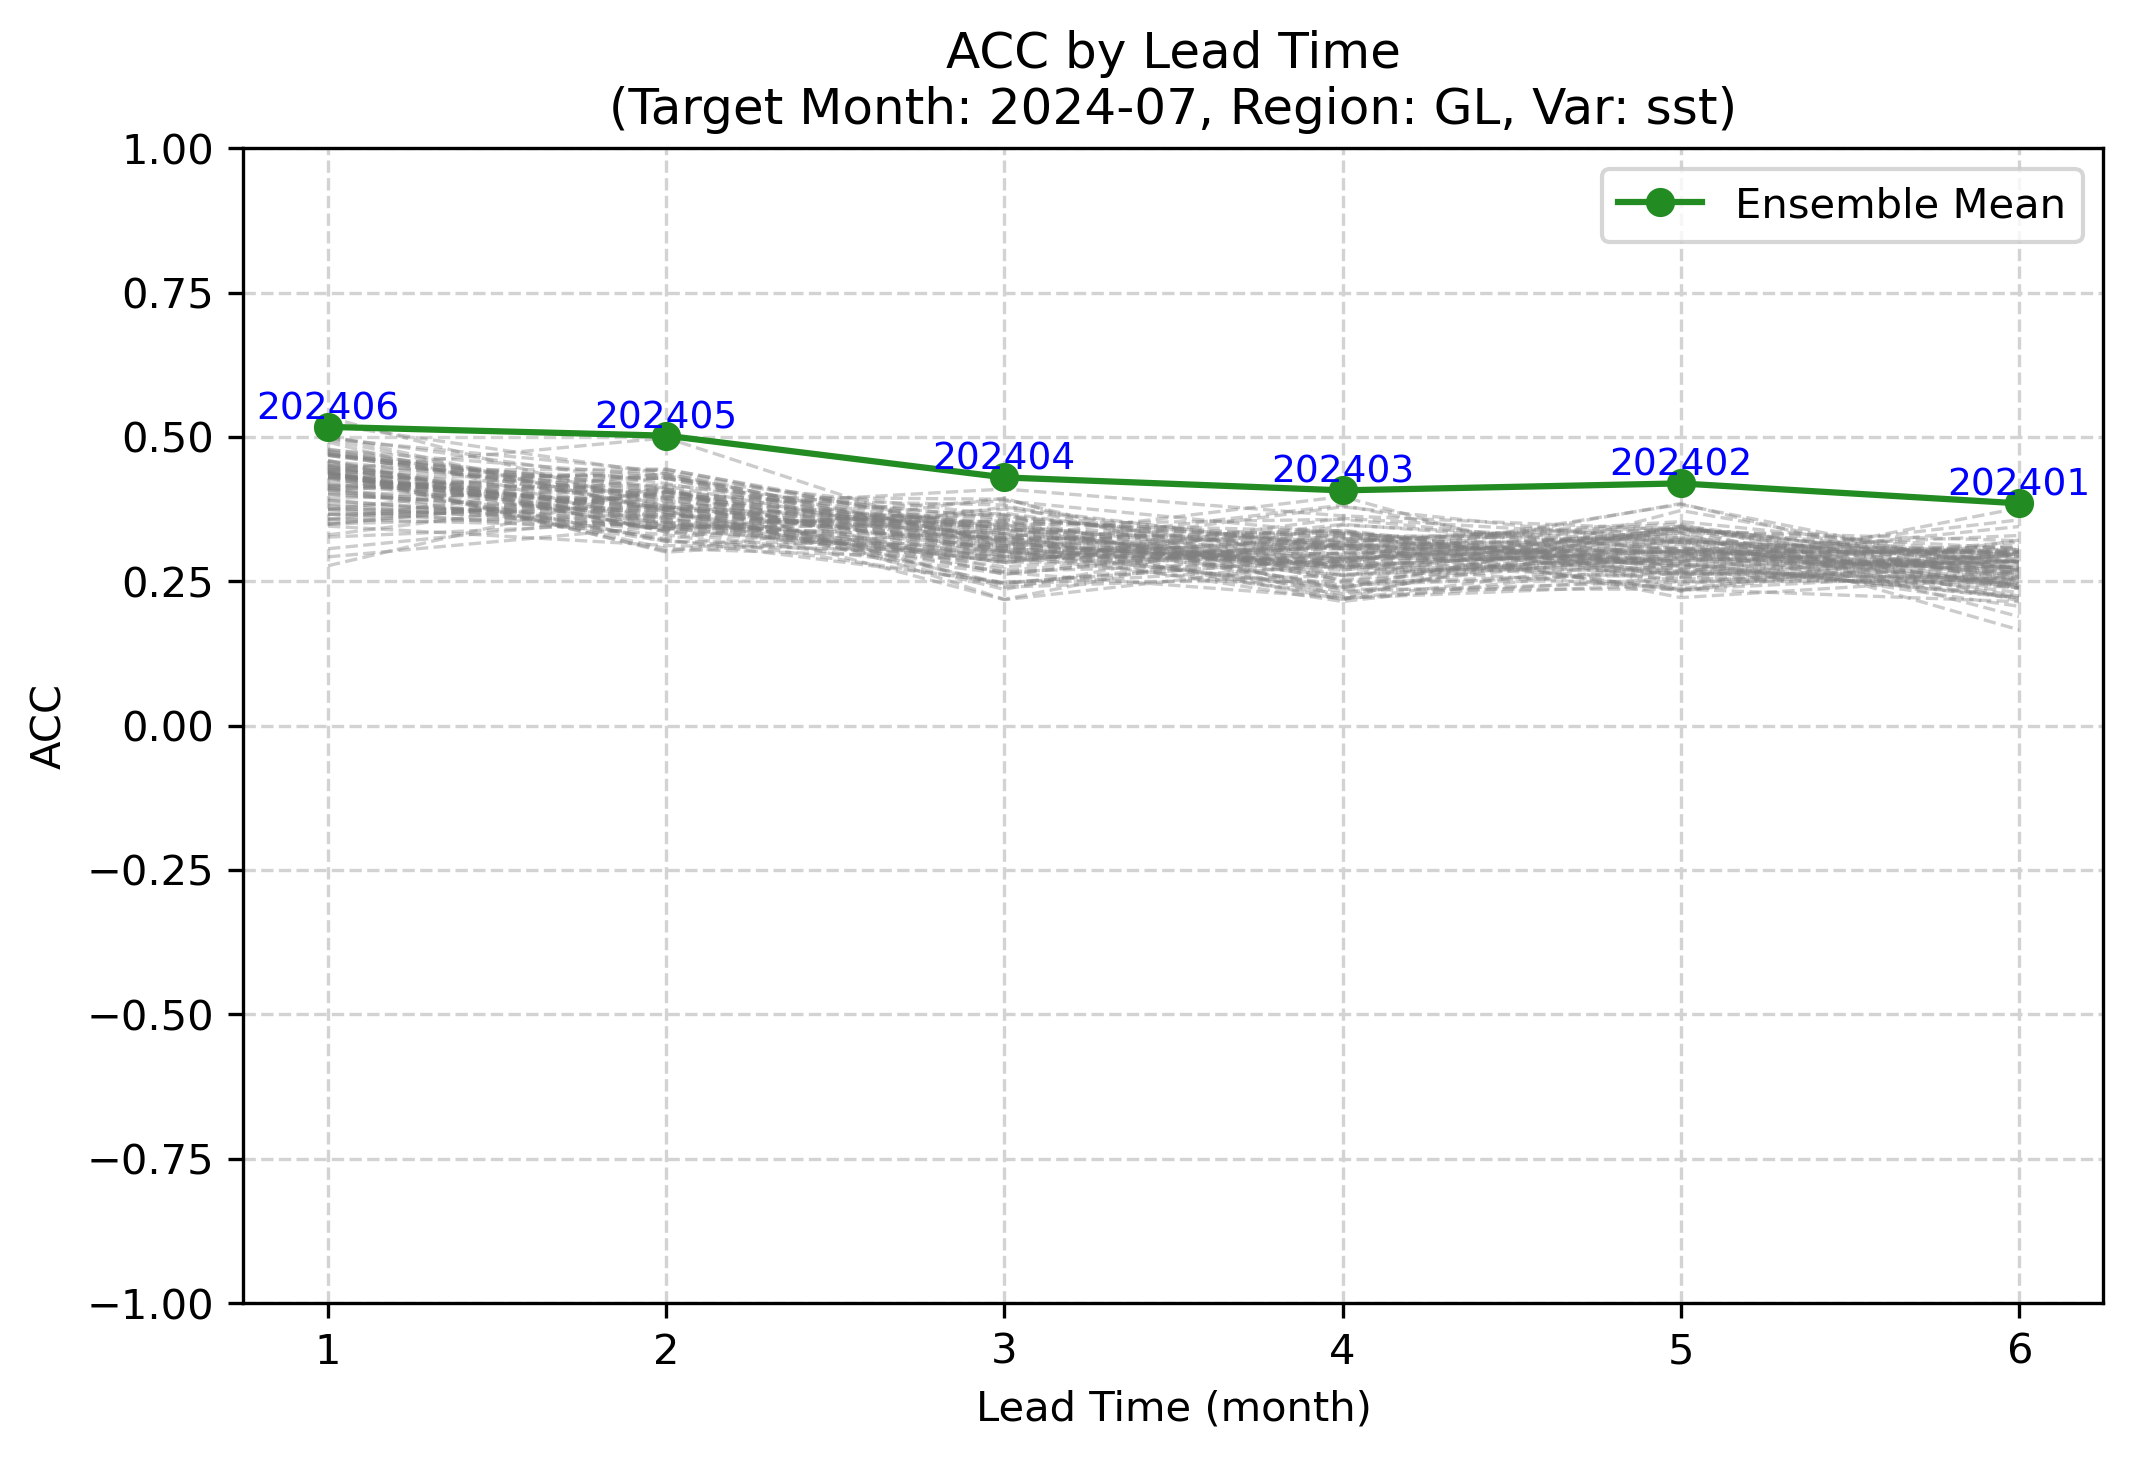 ACC by Lead Time
(Target Month: 2024-07, Region: GL, Var: sst)
1.00
0.75
0.50
0.25
0.00
−0.25
−0.50
−0.75
−1.00
ACC
Ensemble Mean
202406
202405
202404
202403
202402
202401
1 2 3 4 5 6
Lead Time (month)